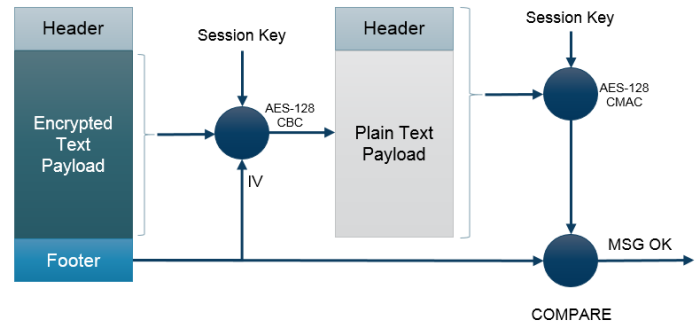 Header
Session Key
Header
Session Key
Encrypted
Text
Payload
AES-128
CBC
Plain Text
Payload
AES-128
CMAC
IV
Footer
MSG OK
COMPARE